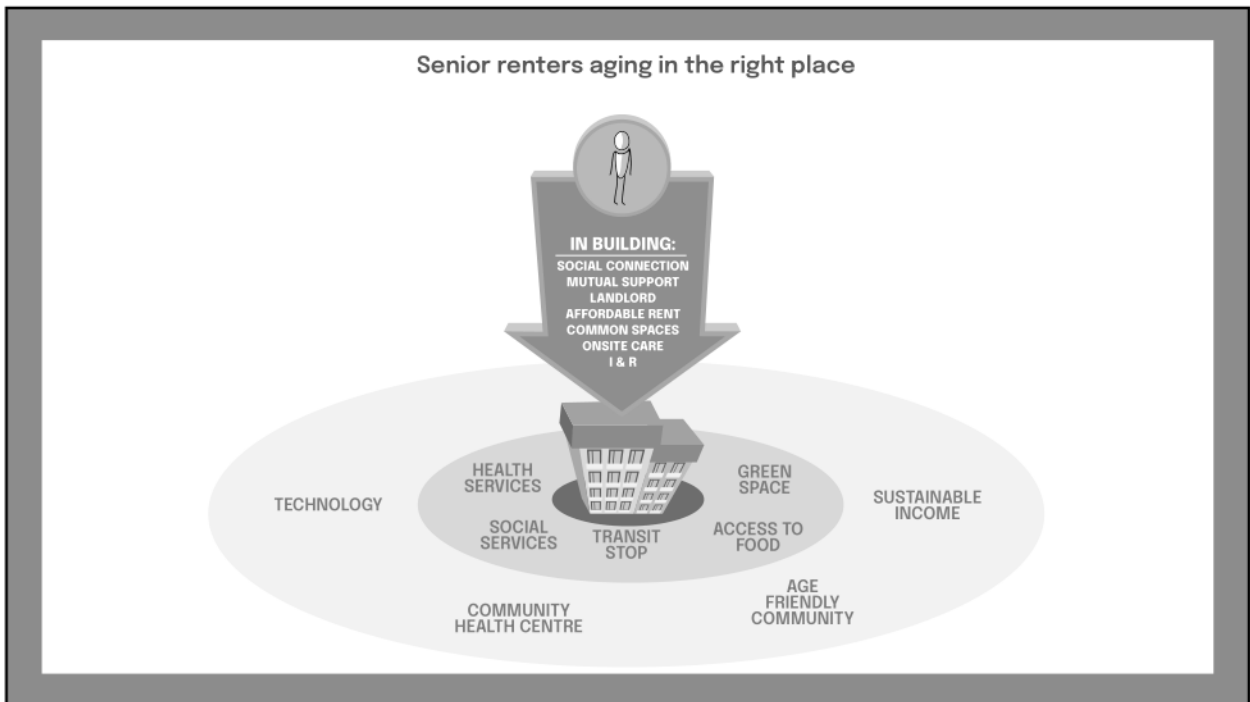 Senior renters aging in the right place
IN BUILDING:
SOCIAL CONNECTION
MUTUAL SUPPORT
LANDLORD
AFFORDABLE RENT
COMMON SPACES
ONSITE CARE
I & R
HEALTH
SERVICES
GREEN
SPACE
TECHNOLOGY
SUSTAINABLE
INCOME
SOCIAL
SERVICES
TRANSIT
STOP
ACCESS TO
FOOD
COMMUNITY
HEALTH CENTRE
AGE
FRIENDLY
COMMUNITY